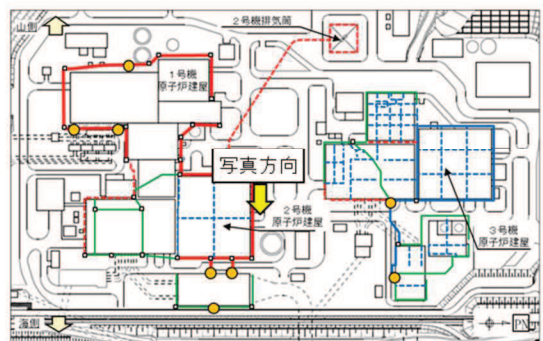 山側
2号機排気筒
1号機
原子炉建屋
写真方向
2号機
原子炉建屋
3号機
原子炉建屋
海側
PN